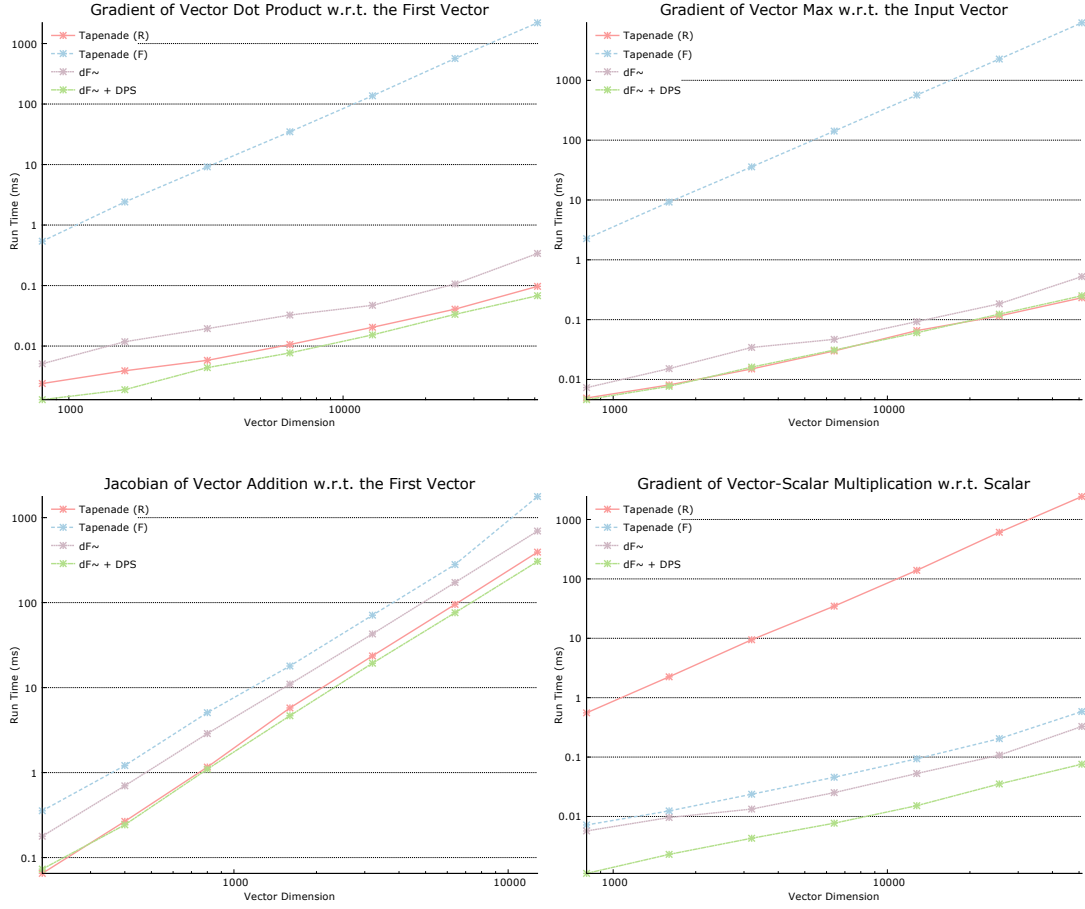 Gradient of Vector Dot Product w.r.t. the First Vector
Tapenade (R)
Tapenade (F)
dF~
dF~ + DPS
1000
100
10
1
0.1
0.01
Run Time (ms)
1000
10000
Vector Dimension
Gradient of Vector Max w.r.t. the Input Vector
Tapenade (R)
Tapenade (F)
dF~
dF~ + DPS
1000
100
10
1
0.1
0.01
Run Time (ms)
1000
10000
Vector Dimension
Jacobian of Vector Addition w.r.t. the First Vector
Tapenade (R)
Tapenade (F)
dF~
dF~ + DPS
1000
100
10
1
0.1
Run Time (ms)
1000
10000
Vector Dimension
Gradient of Vector-Scalar Multiplication w.r.t. Scalar
Tapenade (R)
Tapenade (F)
dF~
dF~ + DPS
1000
100
10
1
0.1
0.01
Run Time (ms)
1000
10000
Vector Dimension